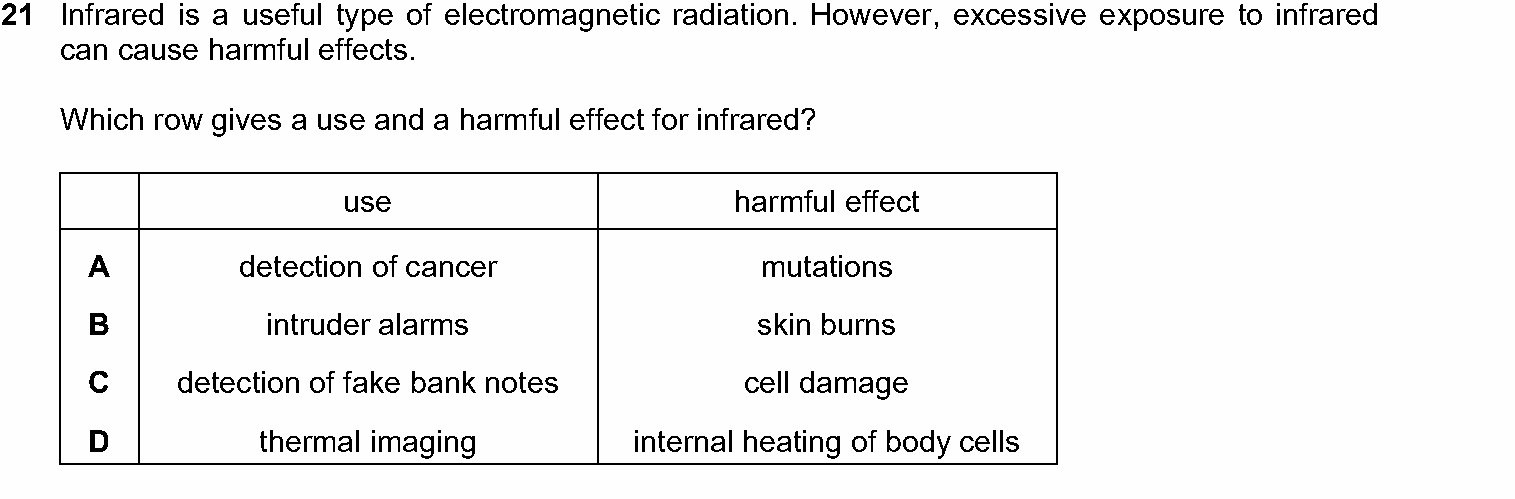 21 Infrared is a useful type of electromagnetic radiation. However, excessive exposure to infrared
can cause harmful effects.
Which row gives a use and a harmful effect for infrared?
use harmful effect
A detection of cancer mutations
B intruder alarms skin burns
C detection of fake bank notes cell damage
D thermal imaging internal heating of body cells